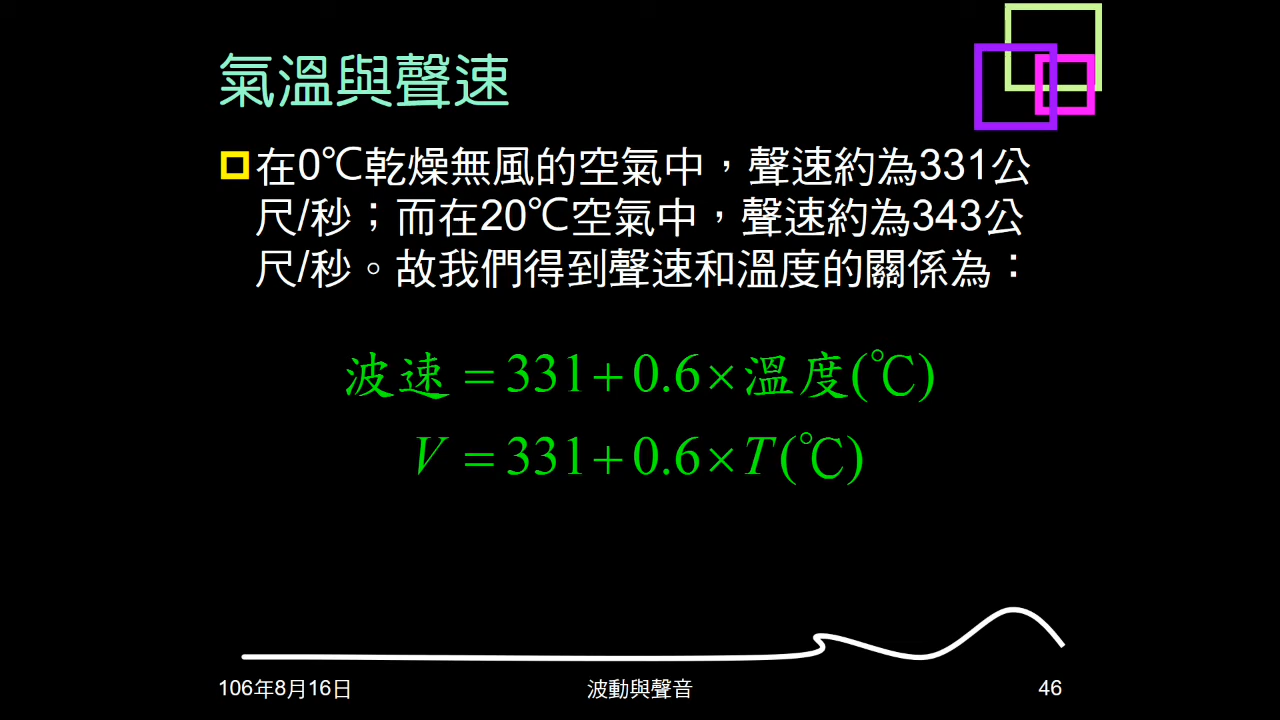 氣溫與聲速
在0℃乾燥無風的空氣中，聲速約為331公
尺/秒；而在20℃空氣中，聲速約為343公
尺/秒。故我們得到聲速和溫度的關係為：
波速 = 331 + 0.6 × 溫度(℃)
V = 331 + 0.6 × T(℃)
106年8月16日
波動與聲音
46